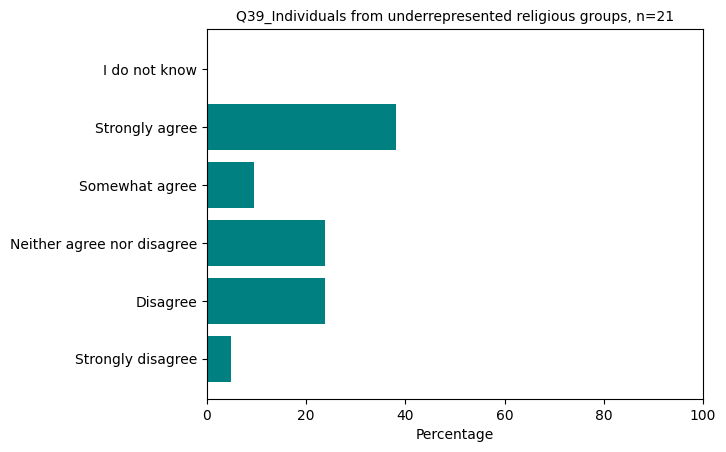 Q39_Individuals from underrepresented religious groups, n=21
I do not know
Strongly agree
Somewhat agree
Neither agree nor disagree
Disagree
Strongly disagree
0 20 40 60 80 100
Percentage